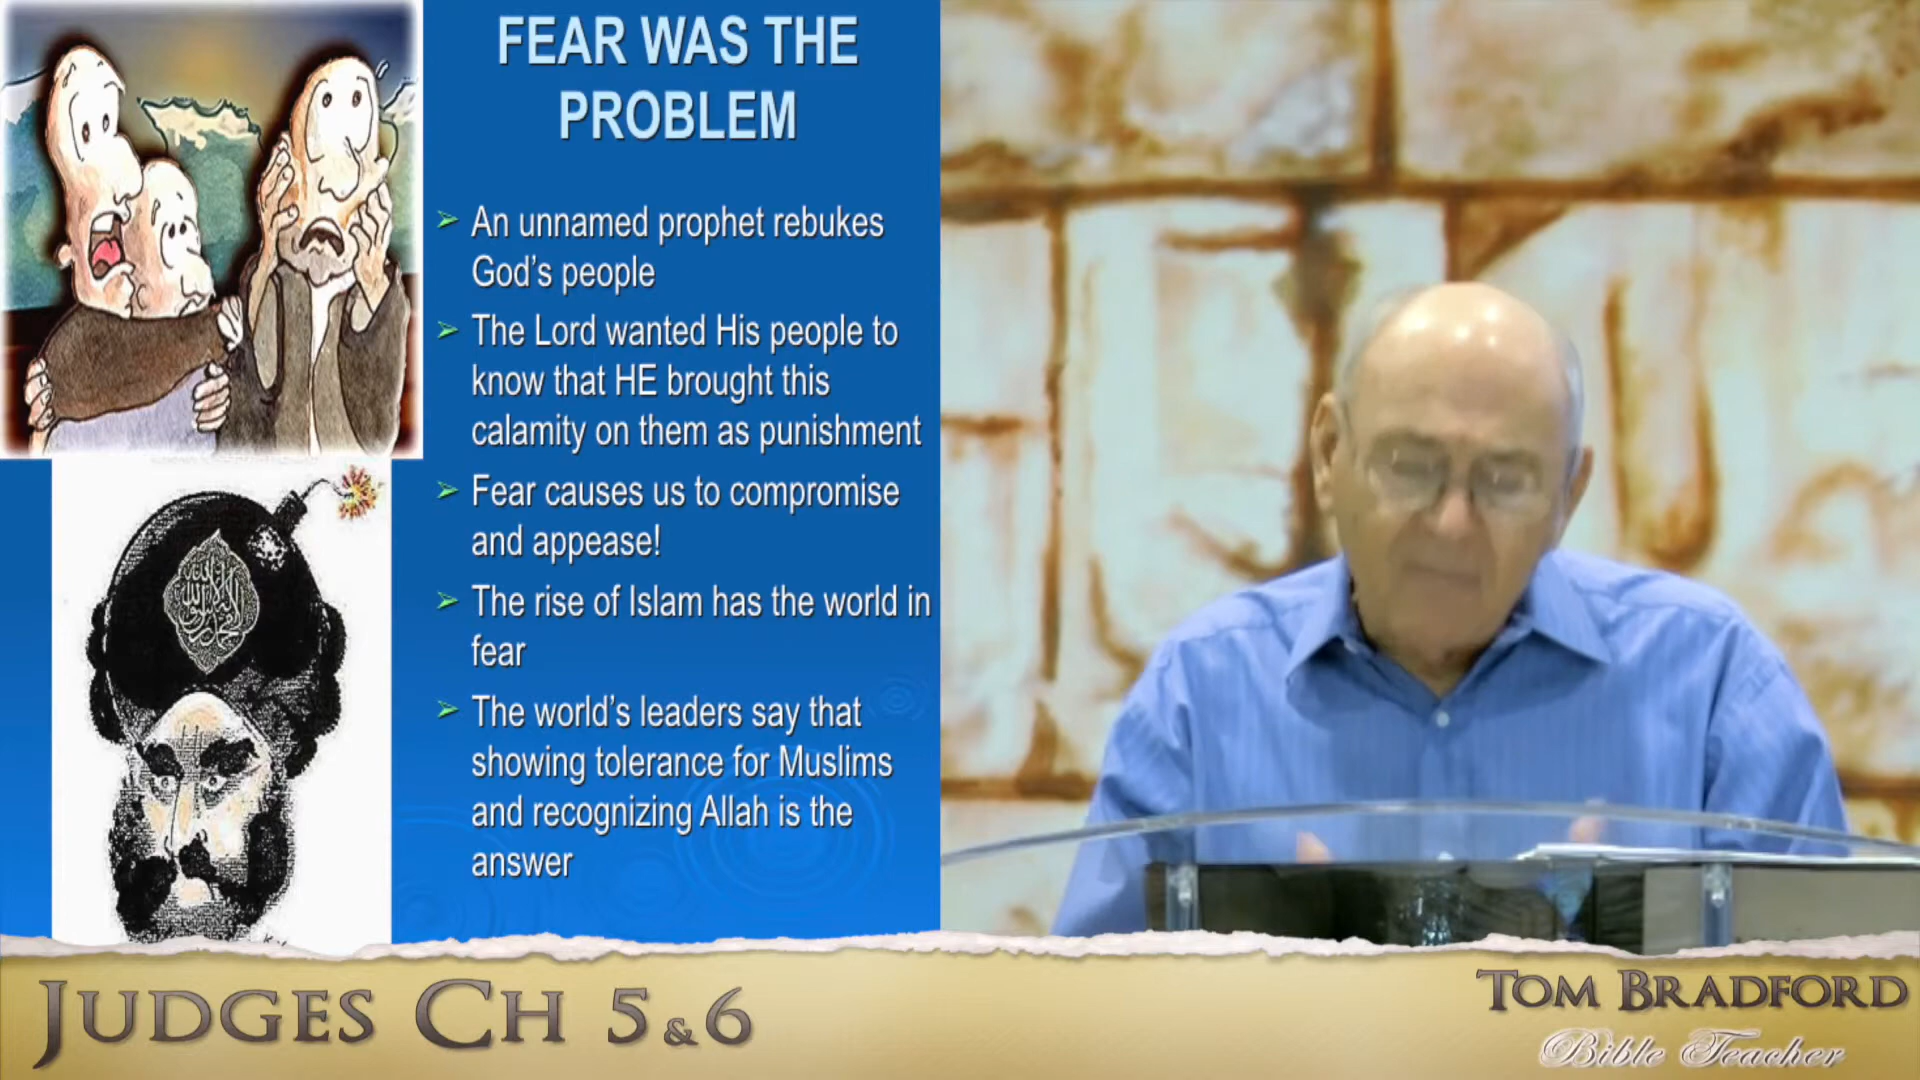 FEAR WAS THE
PROBLEM
➢ An unnamed prophet rebukes
God's people
➢ The Lord wanted His people to
know that HE brought this
calamity on them as punishment
➢ Fear causes us to compromise
and appease!
➢ The rise of Islam has the world in
fear
➢ The world's leaders say that
showing tolerance for Muslims
and recognizing Allah is the
answer
JUDGES CH 5&6
TOM BRADFORD
Bible Teacher